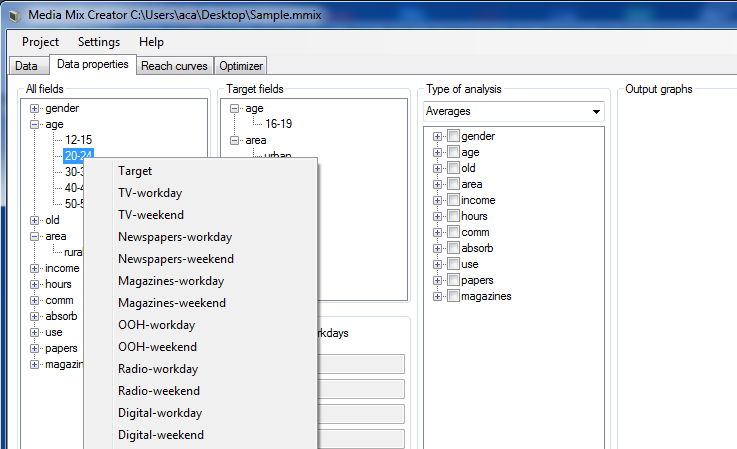 Media Mix Creator C:\Users\aca\Desktop\Sample.mmix
Project Settings Help
Data Data properties Reach curves Optimizer
All fields
gender
age
12-15
20-24
30-3
40-4
50-5
old
area
rura
income
hours
comm
absorb
use
papers
magazin
Target
TV-workday
TV-weekend
Newspapers-workday
Newspapers-weekend
Magazines-workday
Magazines-weekend
OOH-workday
OOH-weekend
Radio-workday
Radio-weekend
Digital-workday
Digital-weekend
Target fields
age
16-19
area
urban
rkdays
Type of analysis
Averages
gender
age
old
area
income
hours
comm
absorb
use
papers
magazines
Output graphs